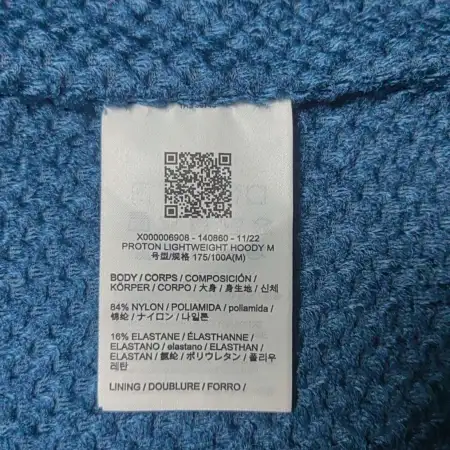 X000006908 - 140860 - 11/22
PROTON LIGHTWEIGHT HOODY M
号型/规格 175/100A(M)
BODY / CORPS / COMPOSICIÓN /
KÖRPER / CORPO / 大身 / 身生地 / 신체
84% NYLON / POLIAMIDA / poliamida /
锦纶 / ナイロン / 나일론
16% ELASTANE / ÉLASTHANNE /
ELASTANO / elastano / ELASTHAN /
ELASTAN / 氨纶 / ポリウレタン / 폴리우
레탄
LINING / DOUBLURE / FORRO /